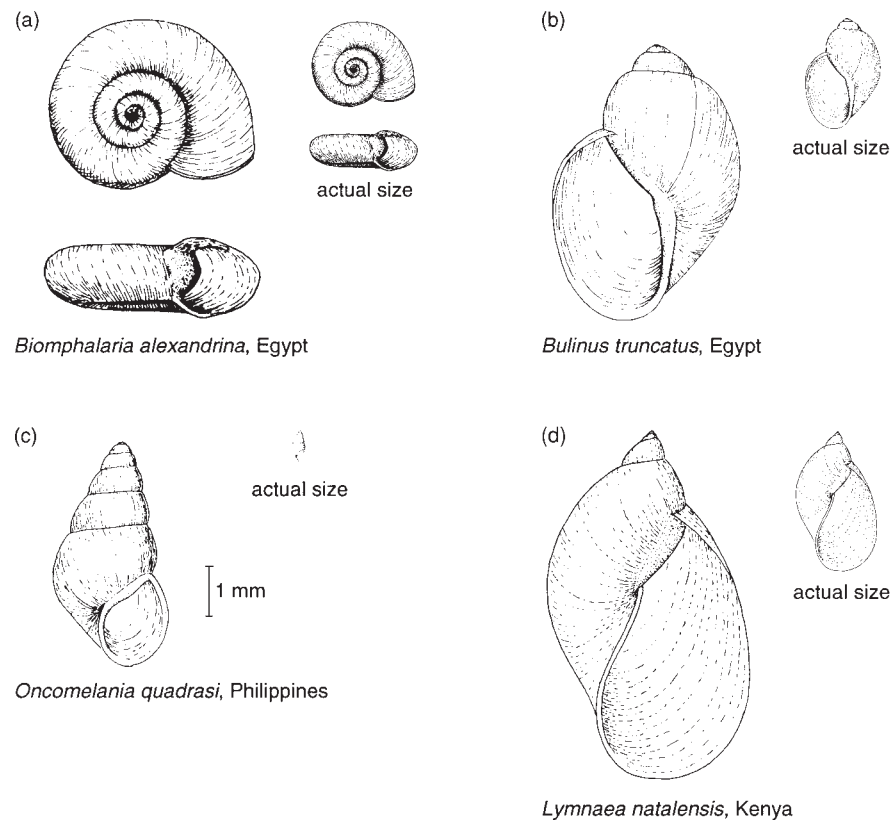 (a)
actual size
Biomphalaria alexandrina, Egypt
(b)
actual size
Bulinus truncatus, Egypt
(c)
actual size
1 mm
Oncomelania quadrasi, Philippines
(d)
actual size
Lymnaea natalensis, Kenya